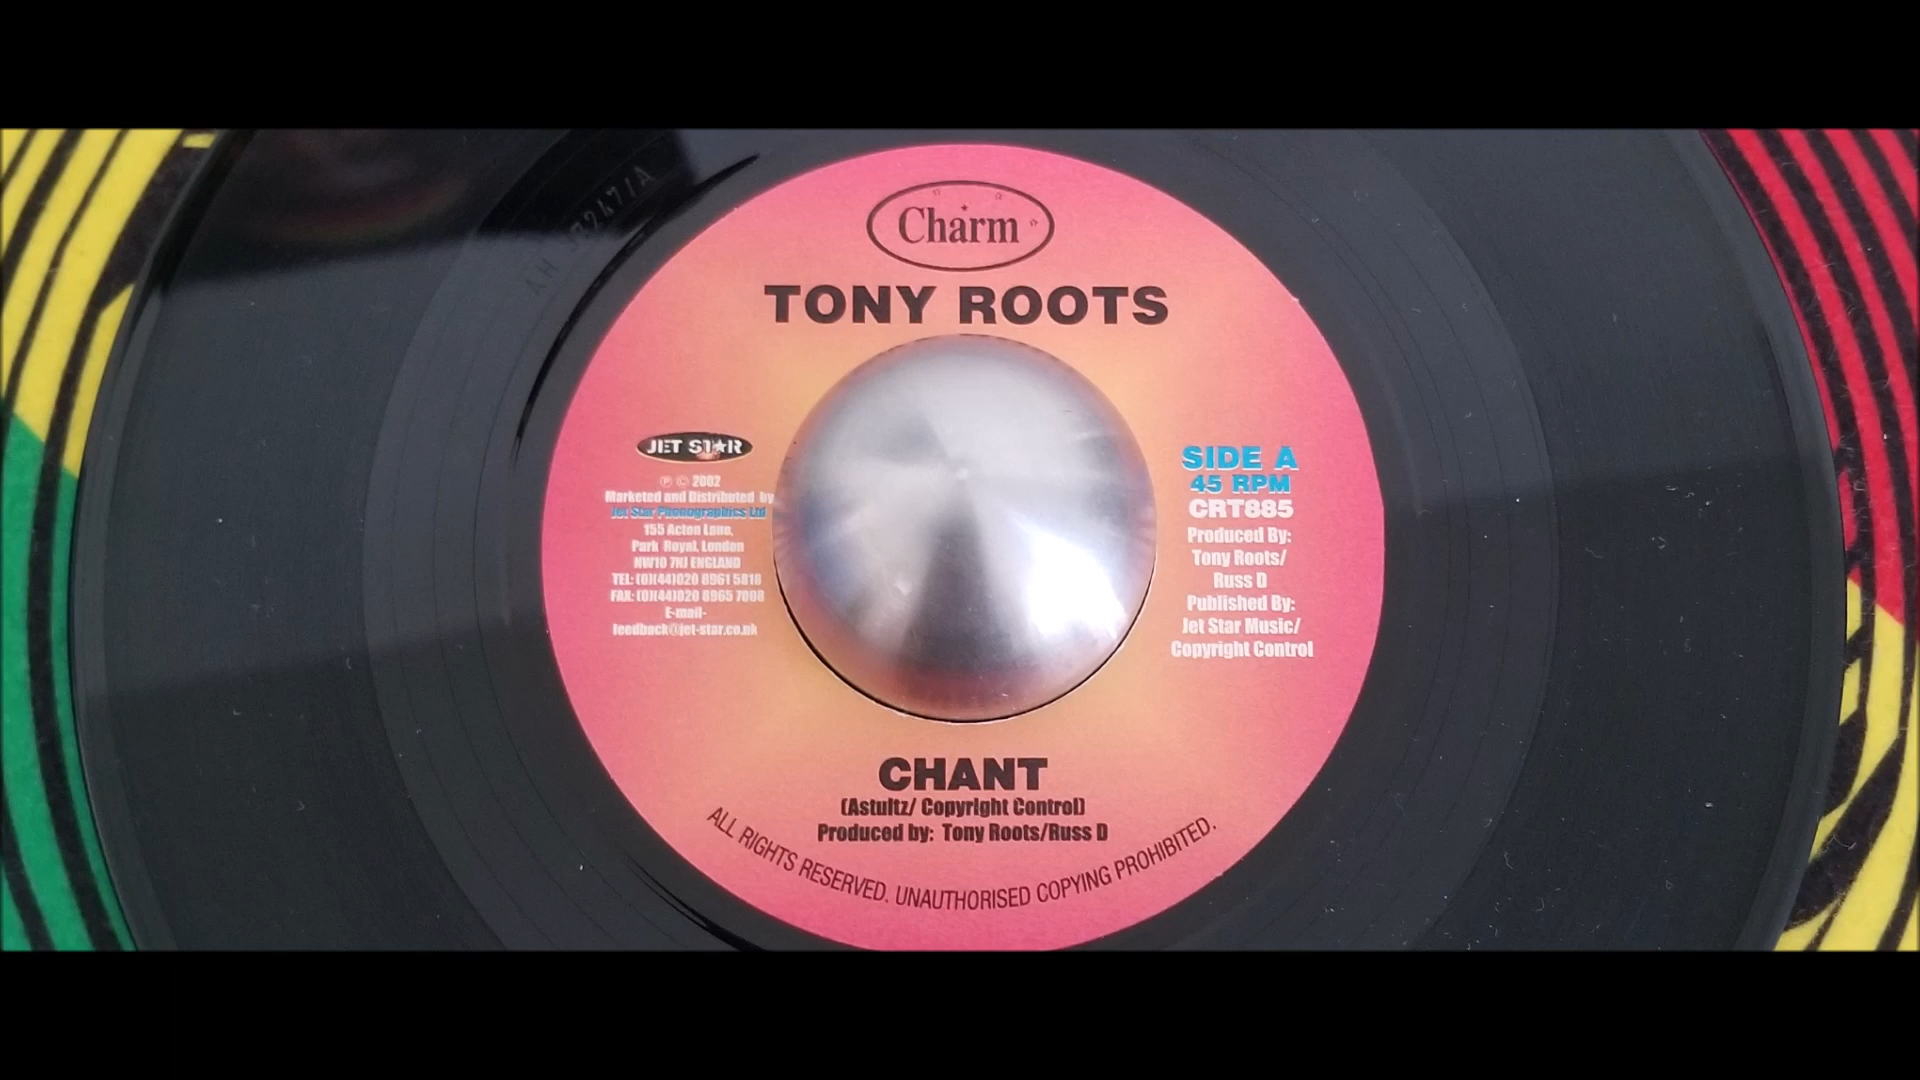 Charm
TONY ROOTS
JET STAR
℗ © 2002
Marketed and Distributed by
Jet Star Phonographics Ltd
155 Acton Lane,
Park Royal, London
NW10 7NJ ENGLAND
TEL: (0)(44)020 8961 5818
FAX: (0)(44)020 8965 7008
E-mail-
feedback@jet-star.co.uk
SIDE A
45 RPM
CRT885
Produced By:
Tony Roots/
Russ D
Published By:
Jet Star Music/
Copyright Control
CHANT
(Astultz/ Copyright Control)
Produced by: Tony Roots/Russ D
ALL RIGHTS RESERVED. UNAUTHORISED COPYING PROHIBITED.